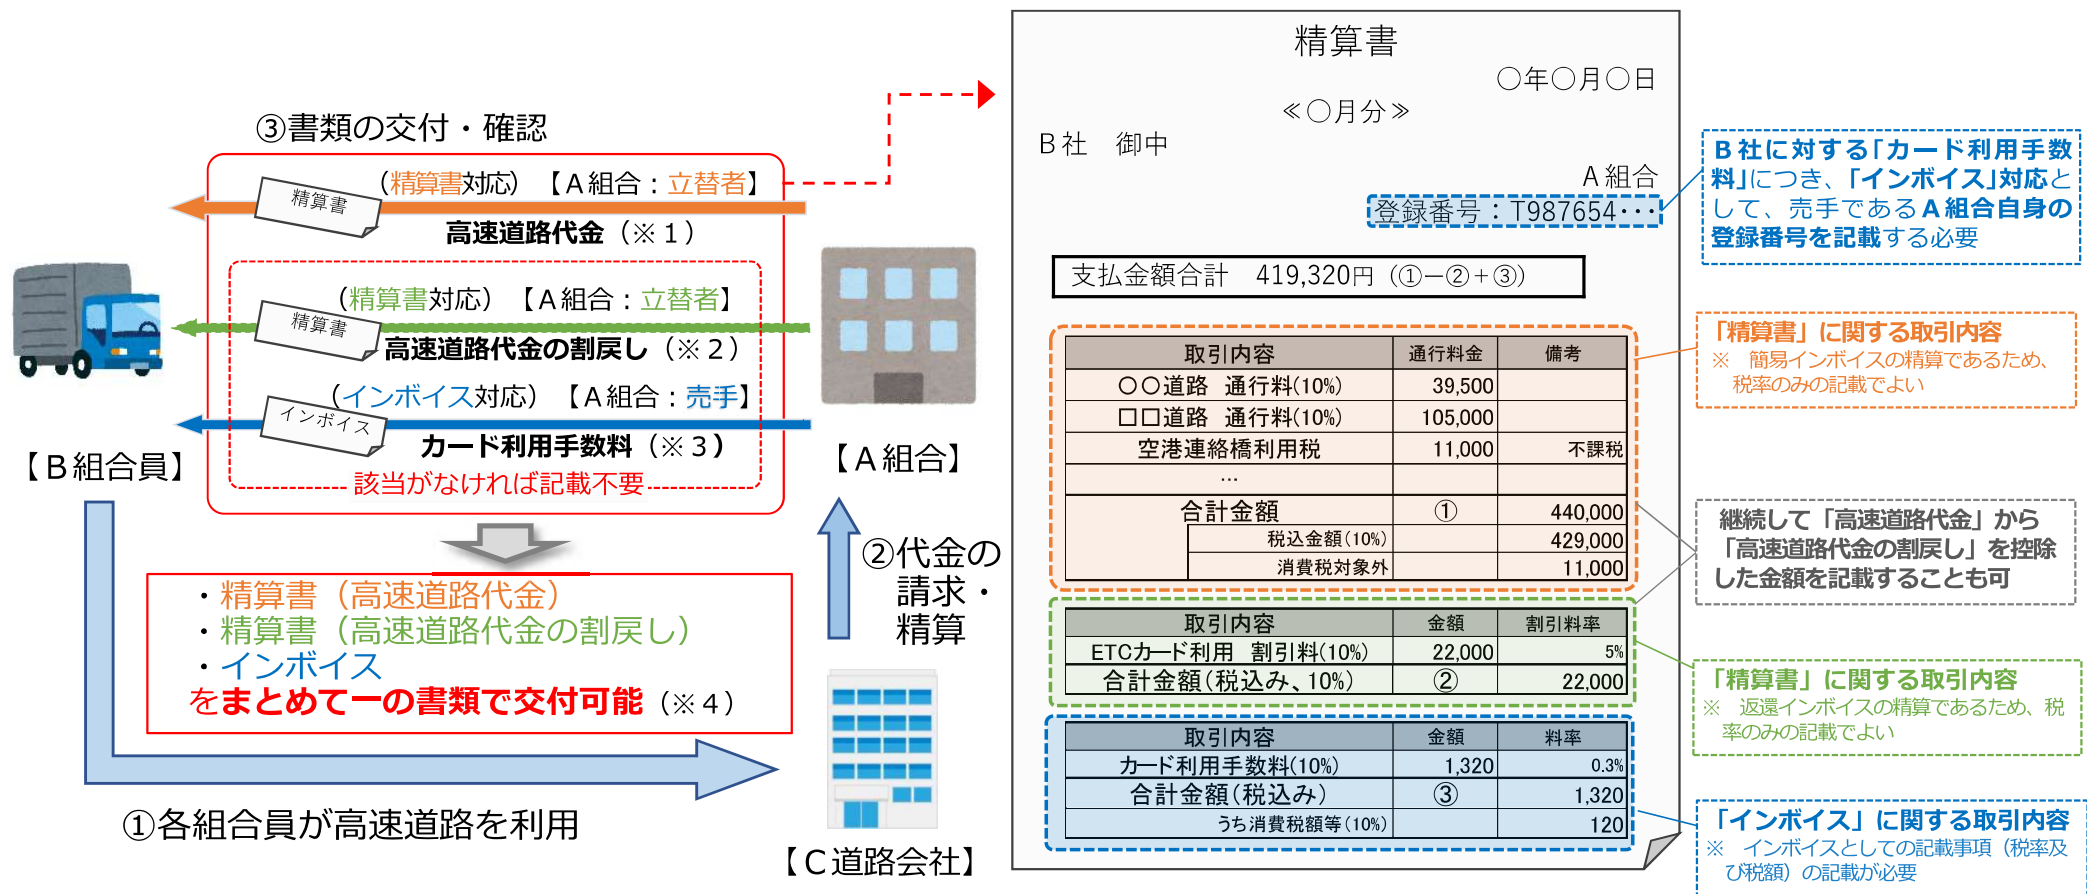 ③書類の交付・確認
（精算書対応）【Ａ組合：立替者】
精算書
高速道路代金（※１）
（精算書対応）【Ａ組合：立替者】
精算書
高速道路代金の割戻し（※２）
（インボイス対応）【Ａ組合：売手】
インボイス
カード利用手数料（※３）
該当がなければ記載不要
【Ｂ組合員】
【Ａ組合】
②代金の
請求・
精算
・精算書（高速道路代金）
・精算書（高速道路代金の割戻し）
・インボイス
をまとめて一の書類で交付可能（※４）
①各組合員が高速道路を利用
【Ｃ道路会社】
精算書
〇年〇月〇日
≪〇月分≫
Ｂ社　御中
Ａ組合
登録番号：T987654･･･
支払金額合計　419,320円（①－②＋③）
取引内容 通行料金 備考
〇〇道路　通行料(10%) 39,500
□□道路　通行料(10%) 105,000
空港連絡橋利用税 11,000 不課税
…
合計金額 ① 440,000
税込金額(10%) 429,000
消費税対象外 11,000
取引内容 金額 割引料率
ETCカード利用　割引料(10%) 22,000 5%
合計金額(税込み、10%) ② 22,000
取引内容 金額 料率
カード利用手数料(10%) 1,320 0.3%
合計金額(税込み) ③ 1,320
うち消費税額等(10%) 120
Ｂ社に対する｢カード利用手数
料｣につき、｢インボイス｣対応と
して、売手であるＡ組合自身の
登録番号を記載する必要
「精算書」に関する取引内容
※　簡易インボイスの精算であるため、
税率のみの記載でよい
継続して「高速道路代金」から
「高速道路代金の割戻し」を控除
した金額を記載することも可
「精算書」に関する取引内容
※　返還インボイスの精算であるため、税
率のみの記載でよい
「インボイス」に関する取引内容
※　インボイスとしての記載事項（税率及
び税額）の記載が必要